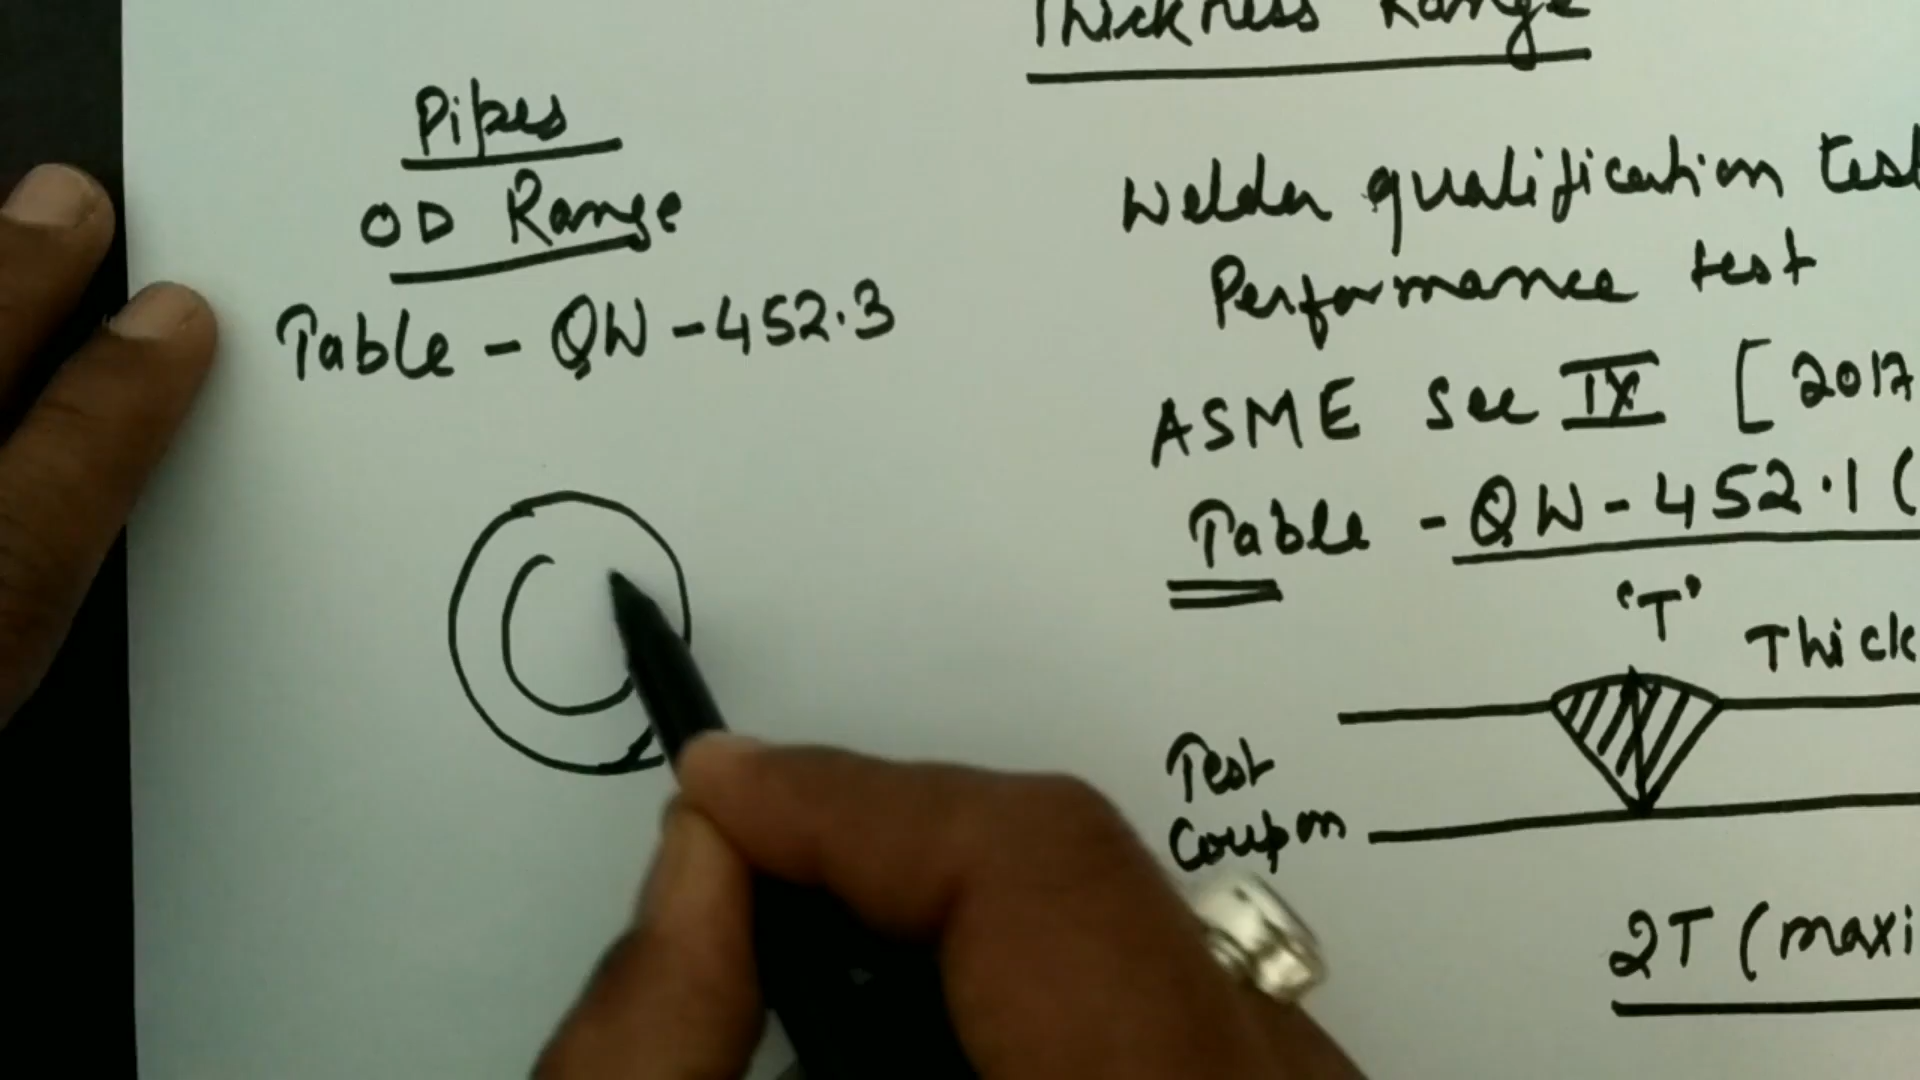 Pipes
OD Range
Table - QW - 452.3
Thickness Range
Welder qualification test
Performance test
ASME Sec IX [2017
Table - QW - 452.1 (
'T'
Thick
Test
Coupon
2T (maxi